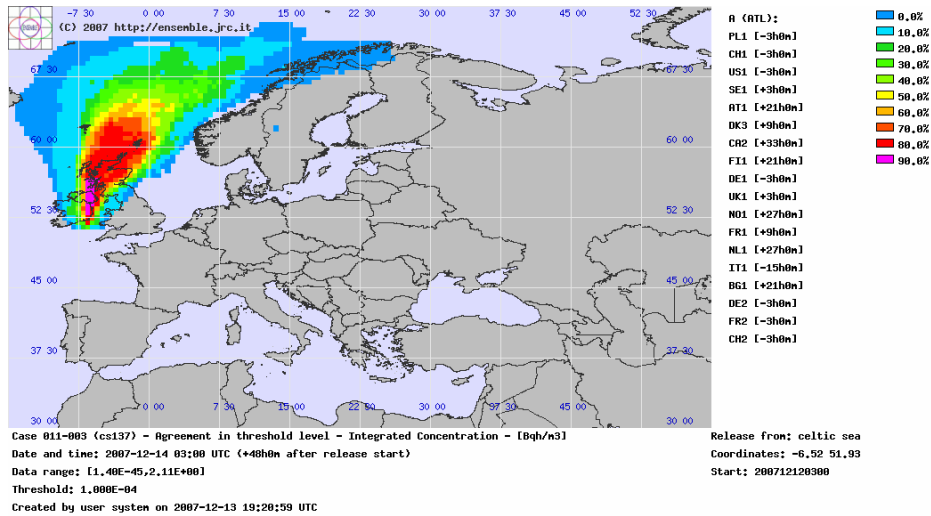 -7 30 0 00 7 30 15 00 22 30 30 00 37 30 45 00 52 30
(C) 2007 http://ensemble.jrc.it
67 30 67 30
60 00 60 00
52 30 52 30
45 00 45 00
37 30 37 30
30 00 0 00 7 30 15 00 22 30 30 00 97 30 45 00 30 00
A (ATL):
PL1 [-3h0m]
CH1 [-3h0m]
US1 [-3h0m]
SE1 [+3h0m]
AT1 [+21h0m]
DK3 [+9h0m]
CA2 [+33h0m]
FI1 [+21h0m]
DE1 [-3h0m]
UK1 [+3h0m]
NO1 [+27h0m]
FR1 [+9h0m]
NL1 [+27h0m]
IT1 [-15h0m]
BG1 [+21h0m]
DE2 [-3h0m]
FR2 [-3h0m]
CH2 [-3h0m]
0.0%
10.0%
20.0%
30.0%
40.0%
50.0%
60.0%
70.0%
80.0%
90.0%
Case 011-003 (cs137) - Agreement in threshold level - Integrated Concentration - [Bqh/m3]
Date and time: 2007-12-14 03:00 UTC (+48h0m after release start)
Data range: [1.40E-45,2.11E+00]
Threshold: 1.000E-04
Created by user system on 2007-12-13 19:20:59 UTC
Release from: celtic sea
Coordinates: -6.52 51.93
Start: 200712120300